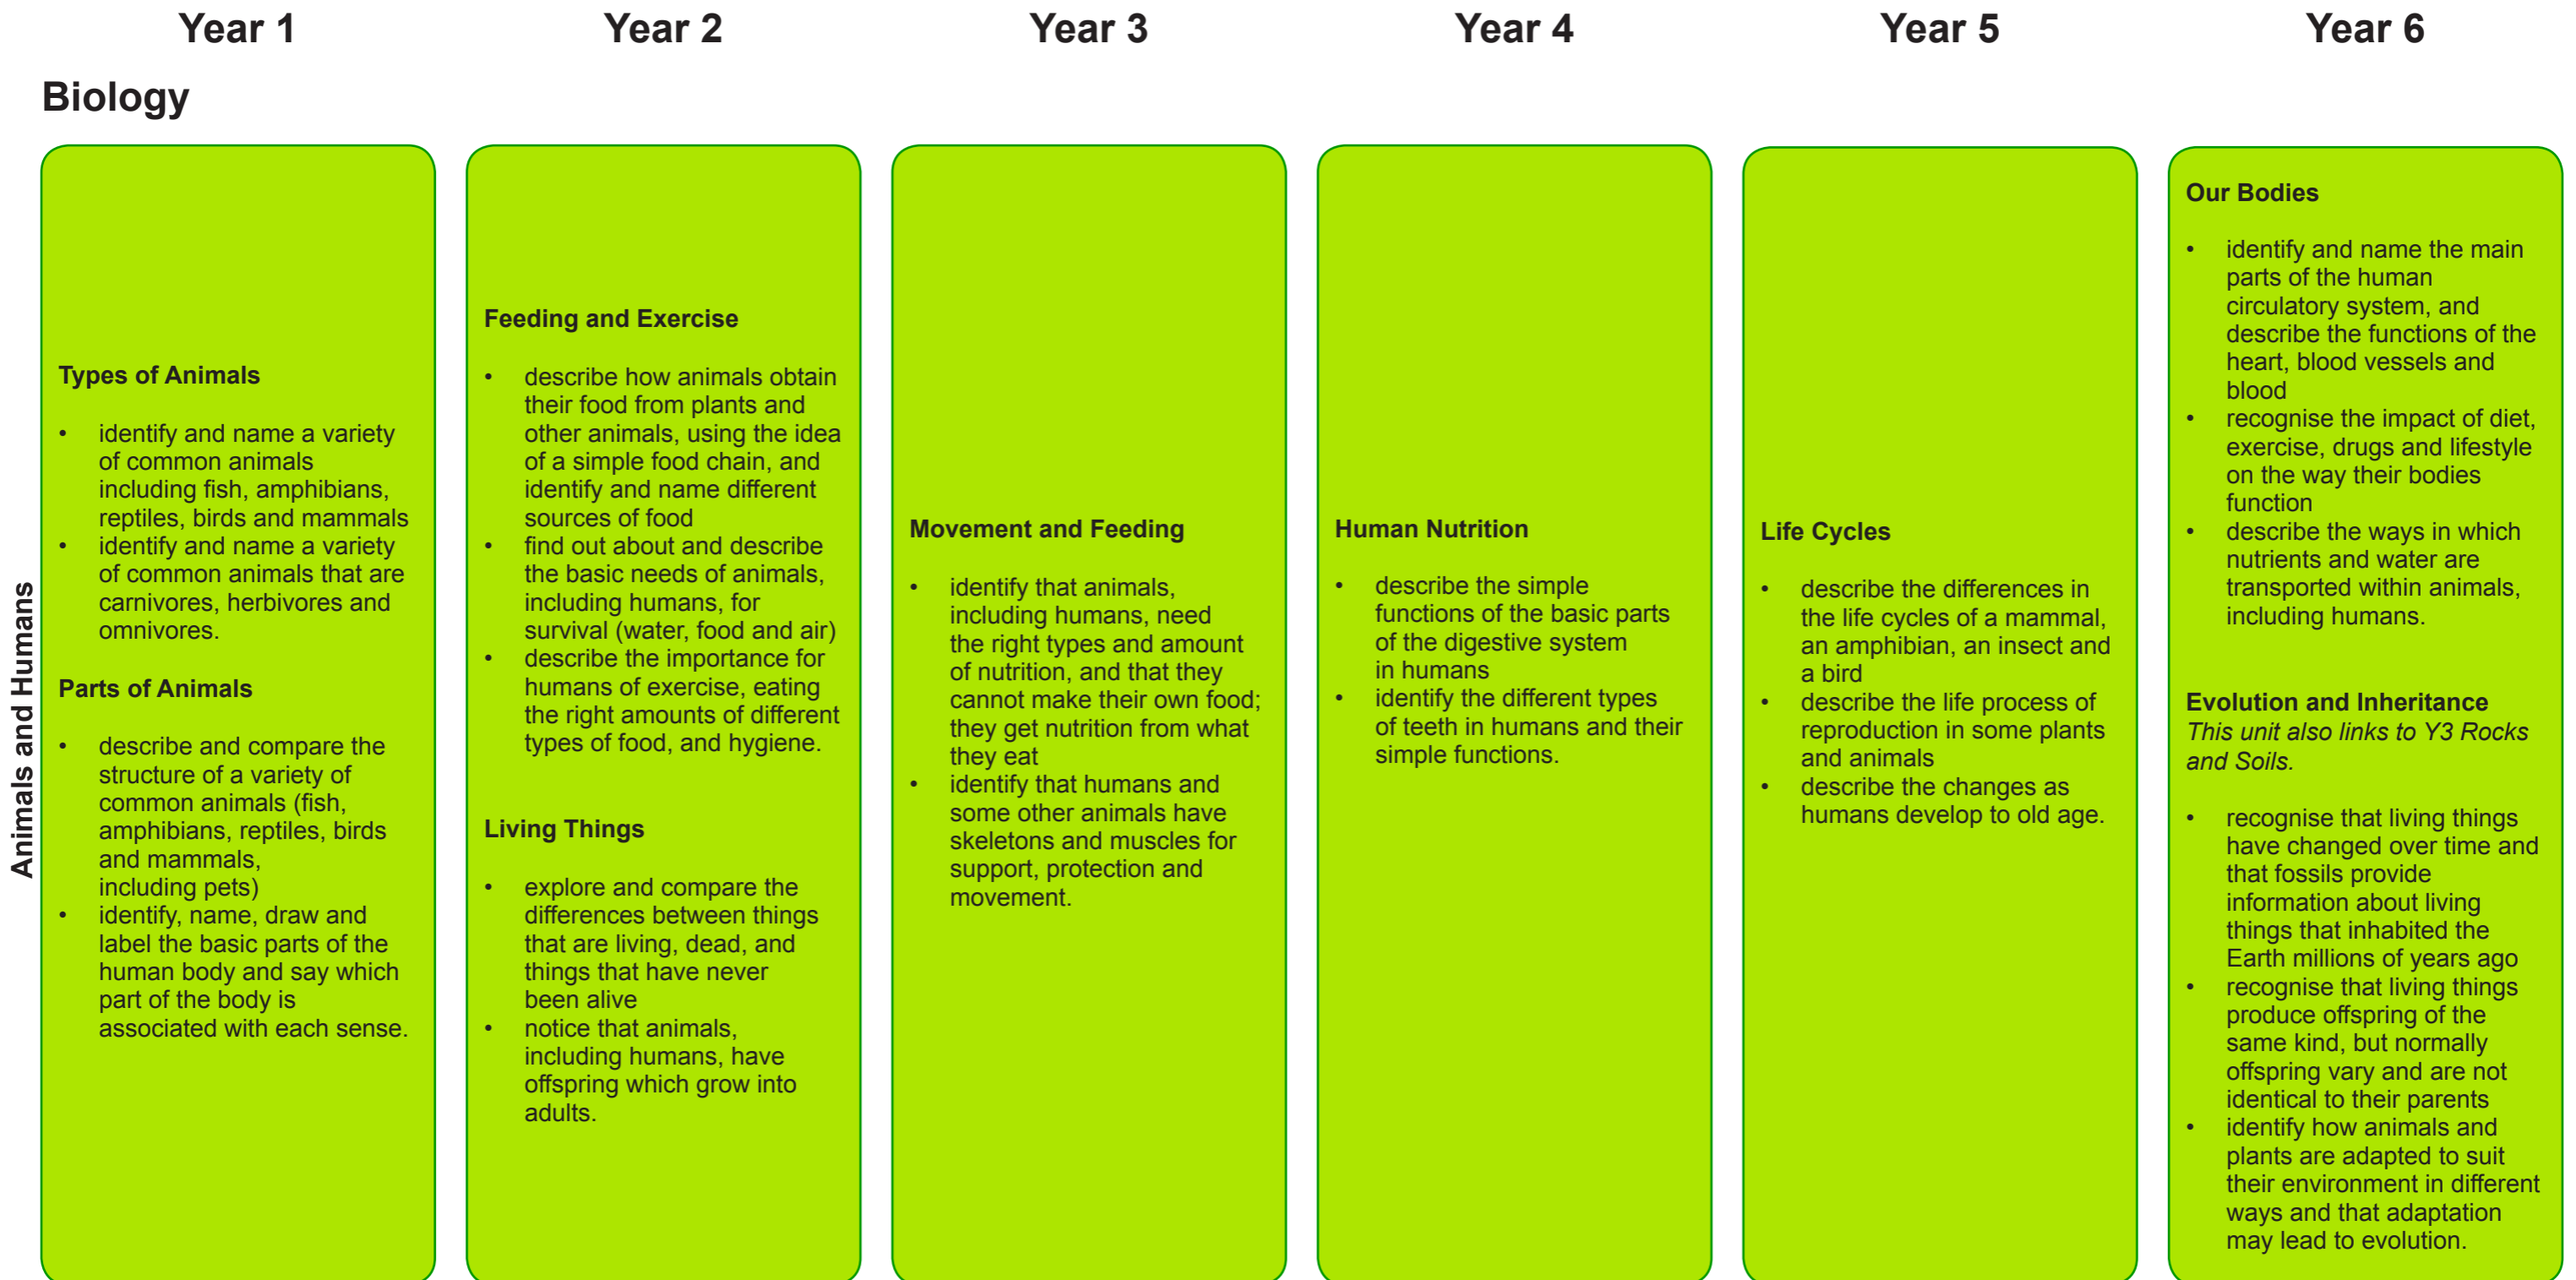 Year 1
Year 2
Year 3
Year 4
Year 5
Year 6
Biology
Animals and Humans
Types of Animals
• identify and name a variety
of common animals
including fish, amphibians,
reptiles, birds and mammals
• identify and name a variety
of common animals that are
carnivores, herbivores and
omnivores.
Parts of Animals
• describe and compare the
structure of a variety of
common animals (fish,
amphibians, reptiles, birds
and mammals,
including pets)
• identify, name, draw and
label the basic parts of the
human body and say which
part of the body is
associated with each sense.
Feeding and Exercise
• describe how animals obtain
their food from plants and
other animals, using the idea
of a simple food chain, and
identify and name different
sources of food
• find out about and describe
the basic needs of animals,
including humans, for
survival (water, food and air)
• describe the importance for
humans of exercise, eating
the right amounts of different
types of food, and hygiene.
Living Things
• explore and compare the
differences between things
that are living, dead, and
things that have never
been alive
• notice that animals,
including humans, have
offspring which grow into
adults.
Movement and Feeding
• identify that animals,
including humans, need
the right types and amount
of nutrition, and that they
cannot make their own food;
they get nutrition from what
they eat
• identify that humans and
some other animals have
skeletons and muscles for
support, protection and
movement.
Human Nutrition
• describe the simple
functions of the basic parts
of the digestive system
in humans
• identify the different types
of teeth in humans and their
simple functions.
Life Cycles
• describe the differences in
the life cycles of a mammal,
an amphibian, an insect and
a bird
• describe the life process of
reproduction in some plants
and animals
• describe the changes as
humans develop to old age.
Our Bodies
• identify and name the main
parts of the human
circulatory system, and
describe the functions of the
heart, blood vessels and
blood
• recognise the impact of diet,
exercise, drugs and lifestyle
on the way their bodies
function
• describe the ways in which
nutrients and water are
transported within animals,
including humans.
Evolution and Inheritance
This unit also links to Y3 Rocks
and Soils.
• recognise that living things
have changed over time and
that fossils provide
information about living
things that inhabited the
Earth millions of years ago
• recognise that living things
produce offspring of the
same kind, but normally
offspring vary and are not
identical to their parents
• identify how animals and
plants are adapted to suit
their environment in different
ways and that adaptation
may lead to evolution.